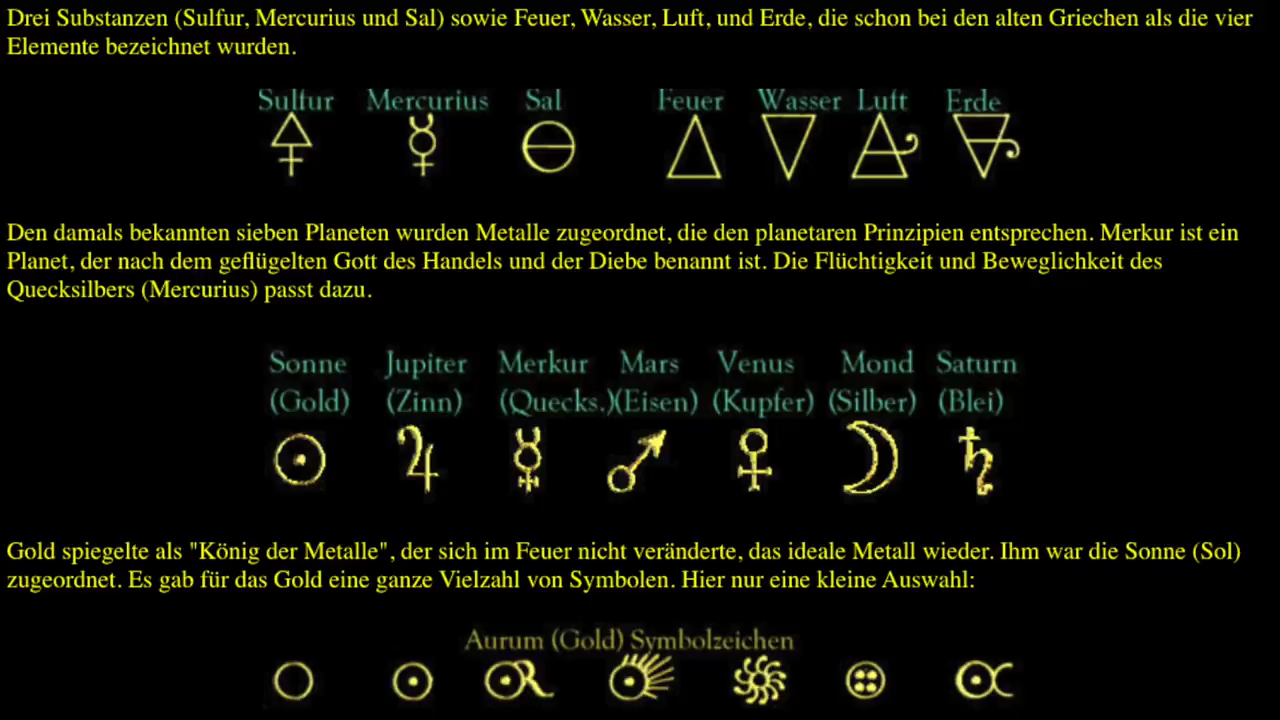 Drei Substanzen (Sulfur, Mercurius und Sal) sowie Feuer, Wasser, Luft, und Erde, die schon bei den alten Griechen als die vier
Elemente bezeichnet wurden.
Sulfur Mercurius Sal Feuer Wasser Luft Erde
Den damals bekannten sieben Planeten wurden Metalle zugeordnet, die den planetaren Prinzipien entsprechen. Merkur ist ein
Planet, der nach dem geflügelten Gott des Handels und der Diebe benannt ist. Die Flüchtigkeit und Beweglichkeit des
Quecksilbers (Mercurius) passt dazu.
Sonne Jupiter Merkur Mars Venus Mond Saturn
(Gold) (Zinn) (Quecks.)(Eisen) (Kupfer) (Silber) (Blei)
Gold spiegelte als "König der Metalle", der sich im Feuer nicht veränderte, das ideale Metall wieder. Ihm war die Sonne (Sol)
zugeordnet. Es gab für das Gold eine ganze Vielzahl von Symbolen. Hier nur eine kleine Auswahl:
Aurum (Gold) Symbolzeichen